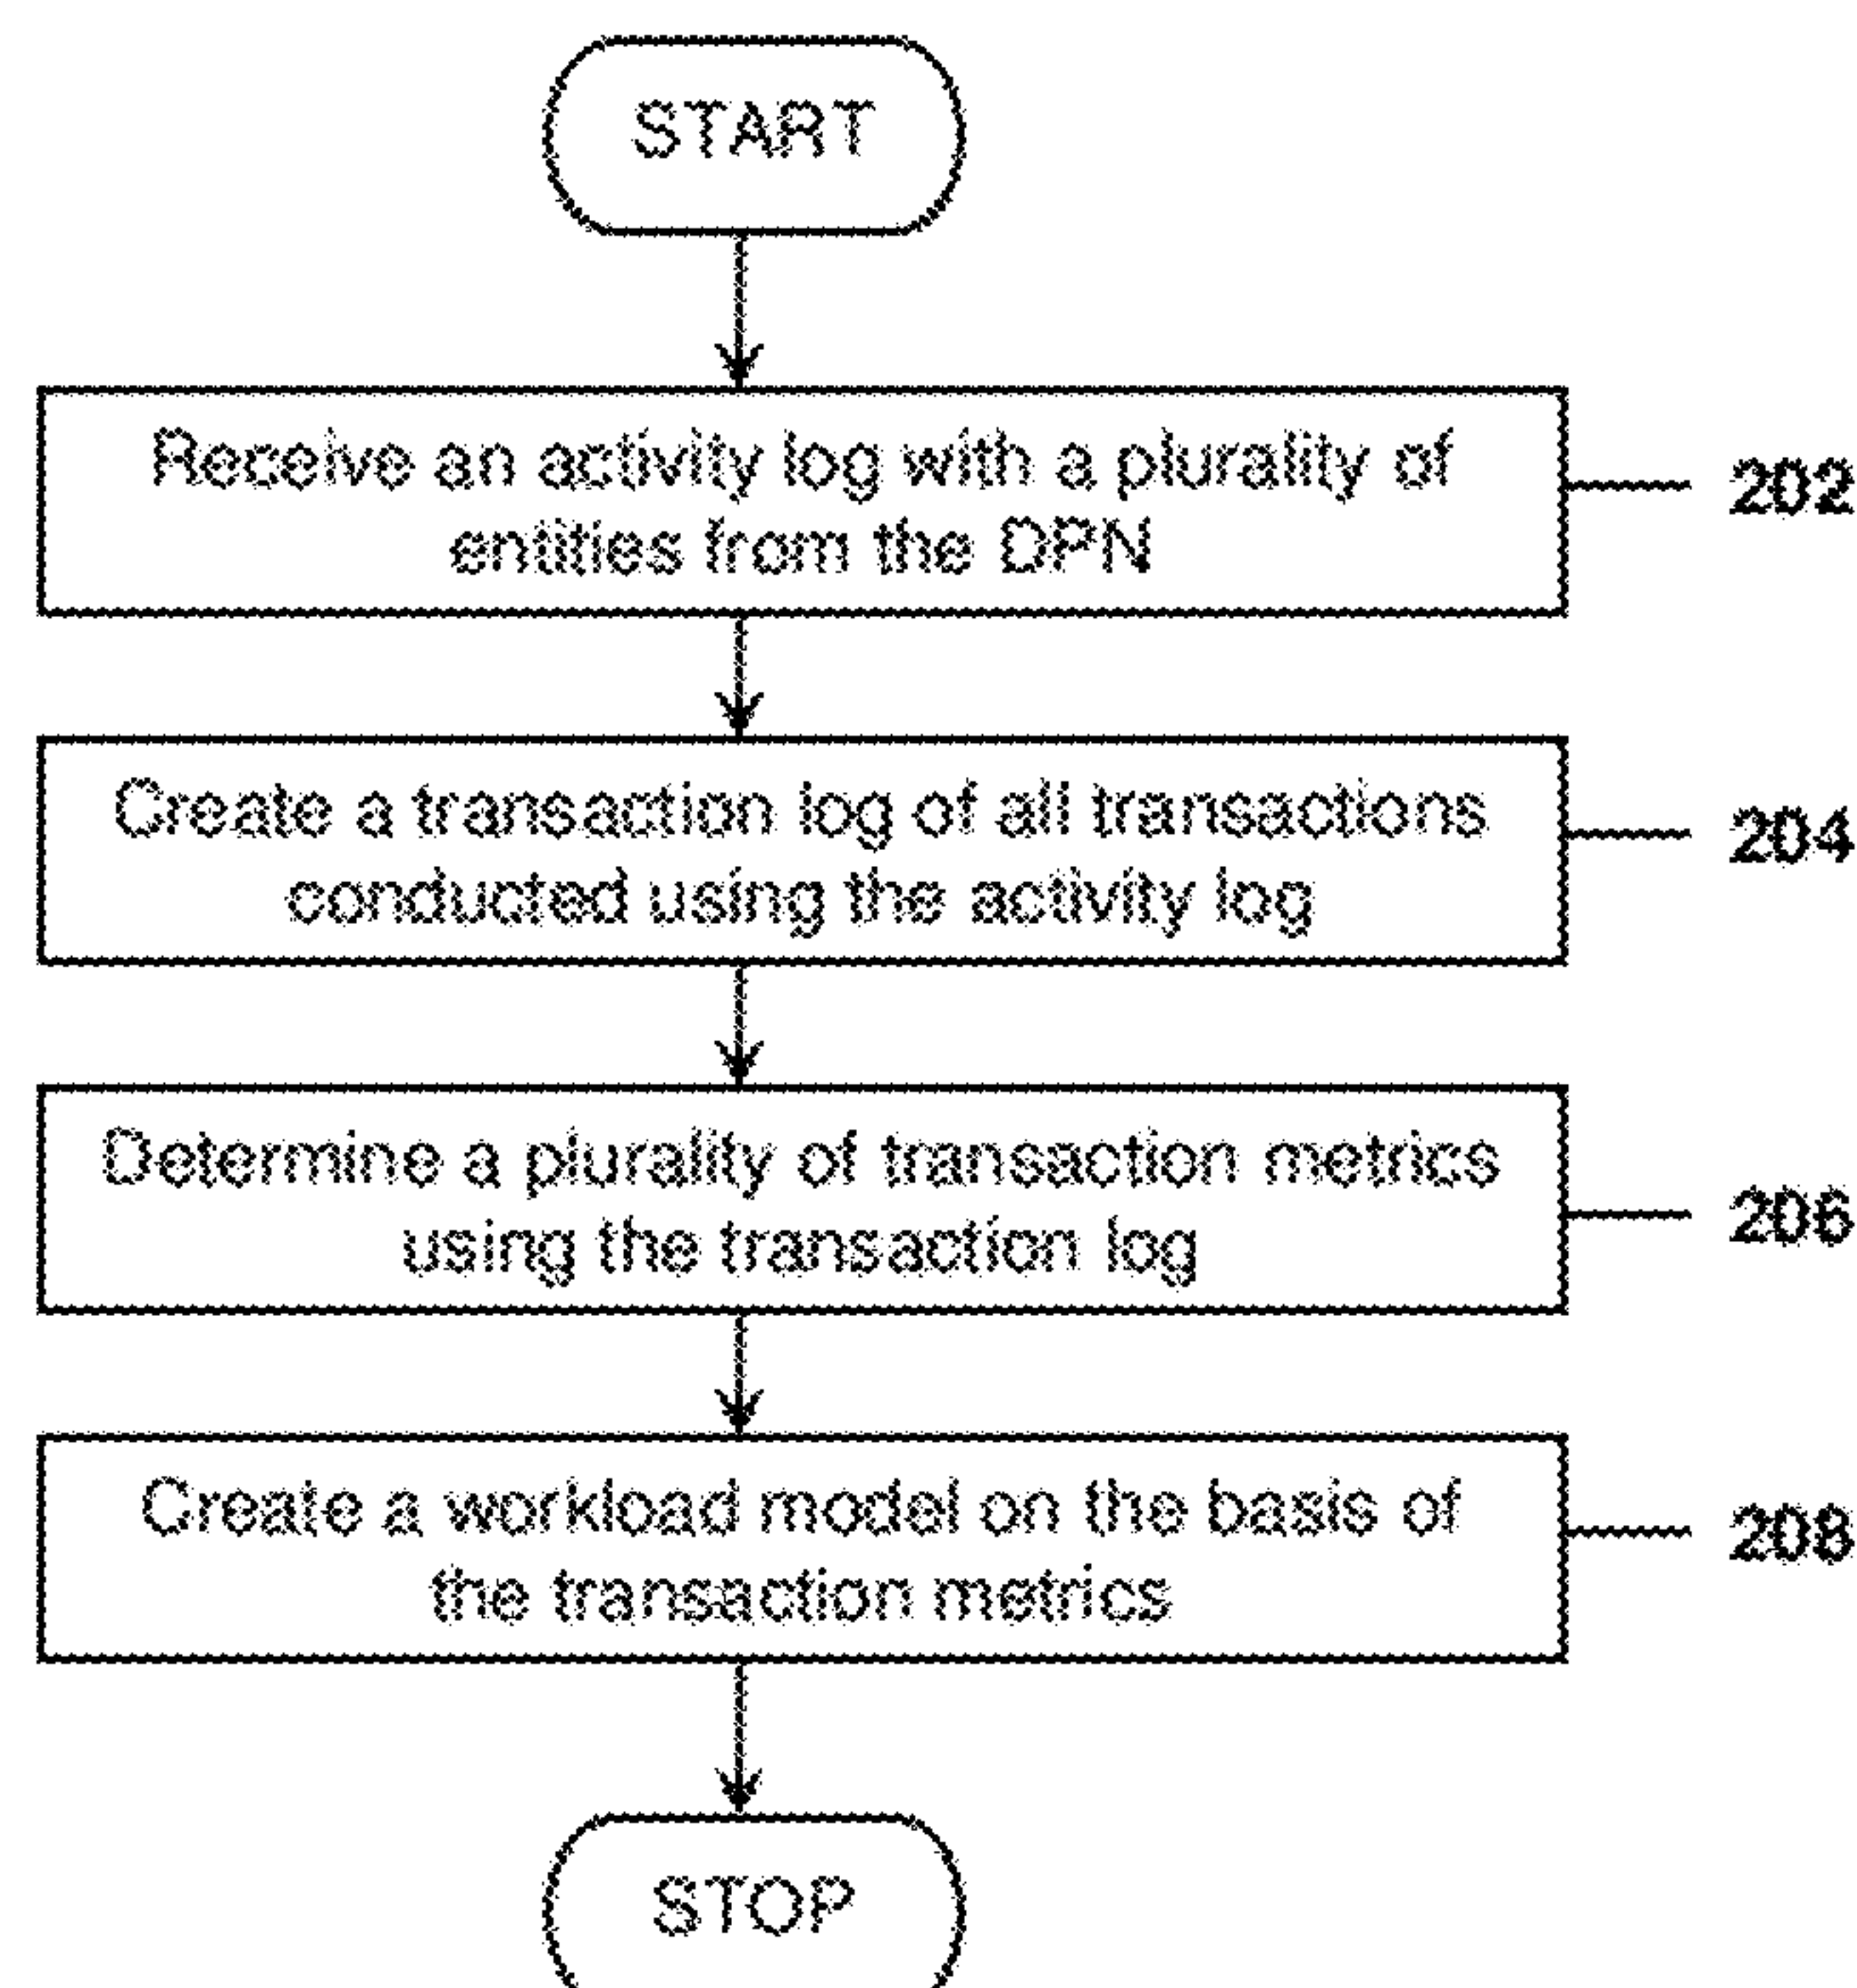 START
Receive an activity log with a plurality of
entities from the DPN
202
Create a transaction log of all transactions
conducted using the activity log
204
Determine a plurality of transaction metrics
using the transaction log
206
Create a workload model on the basis of
the transaction metrics
208
STOP